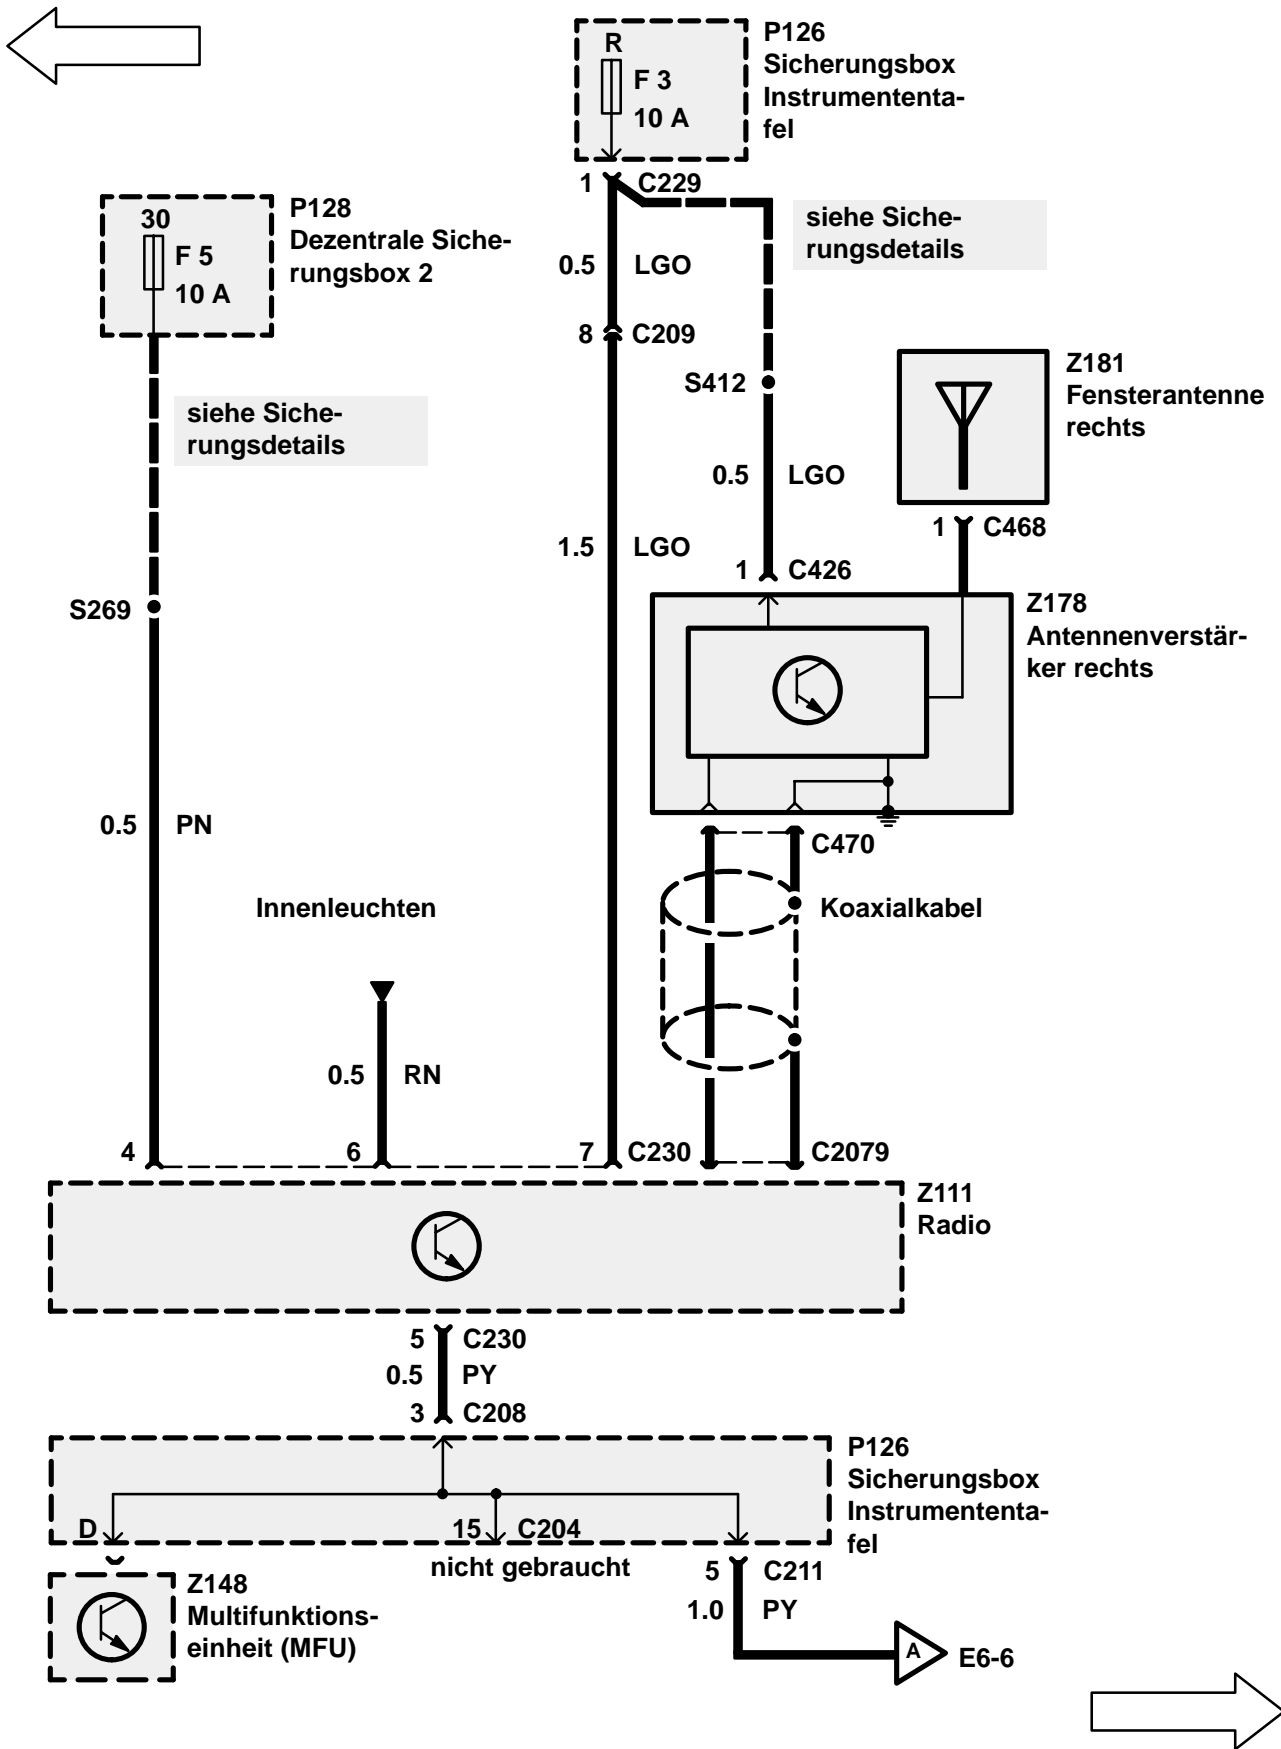 R
F 3
10 A
P126
Sicherungsbox
Instrumententa-
fel
1 C229
30
F 5
10 A
P128
Dezentrale Siche-
rungsbox 2
siehe Siche-
rungsdetails
0.5 LGO
8 C209
S412
Z181
Fensterantenne
rechts
siehe Siche-
rungsdetails
0.5 LGO
1 C468
1.5 LGO
1 C426
S269
Z178
Antennenverstär-
ker rechts
0.5 PN
C470
Innenleuchten
Koaxialkabel
0.5 RN
4 6 7 C230 C2079
Z111
Radio
5 C230
0.5 PY
3 C208
P126
Sicherungsbox
Instrumententa-
fel
D 15 C204
nicht gebraucht
5 C211
Z148
Multifunktions-
einheit (MFU)
1.0 PY
A E6-6